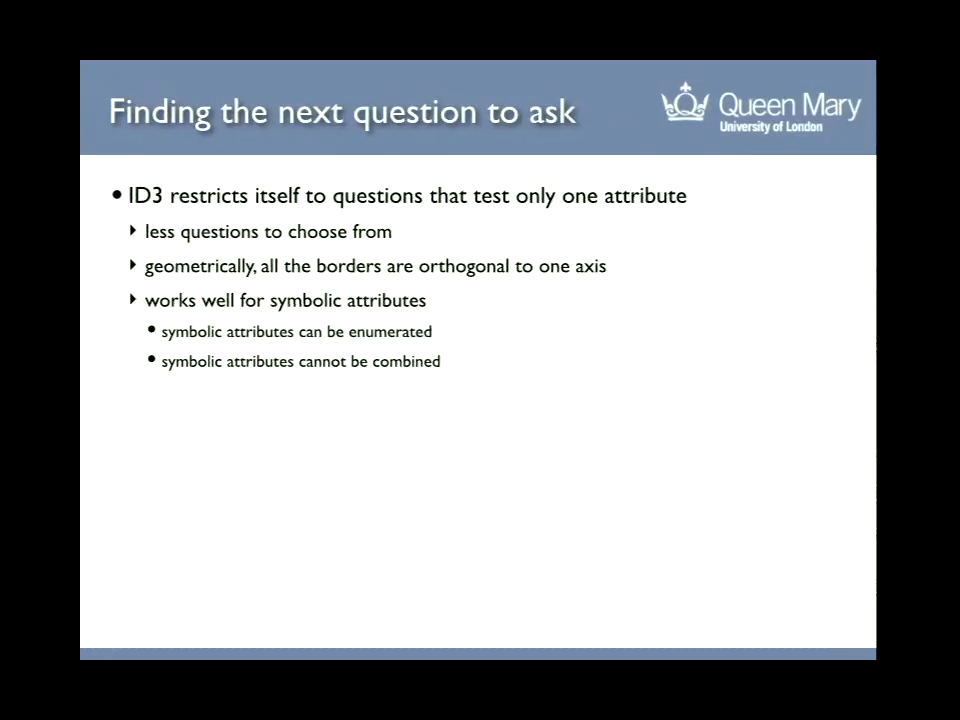 Finding the next question to ask
Queen Mary
University of London
• ID3 restricts itself to questions that test only one attribute
‣ less questions to choose from
‣ geometrically, all the borders are orthogonal to one axis
‣ works well for symbolic attributes
• symbolic attributes can be enumerated
• symbolic attributes cannot be combined